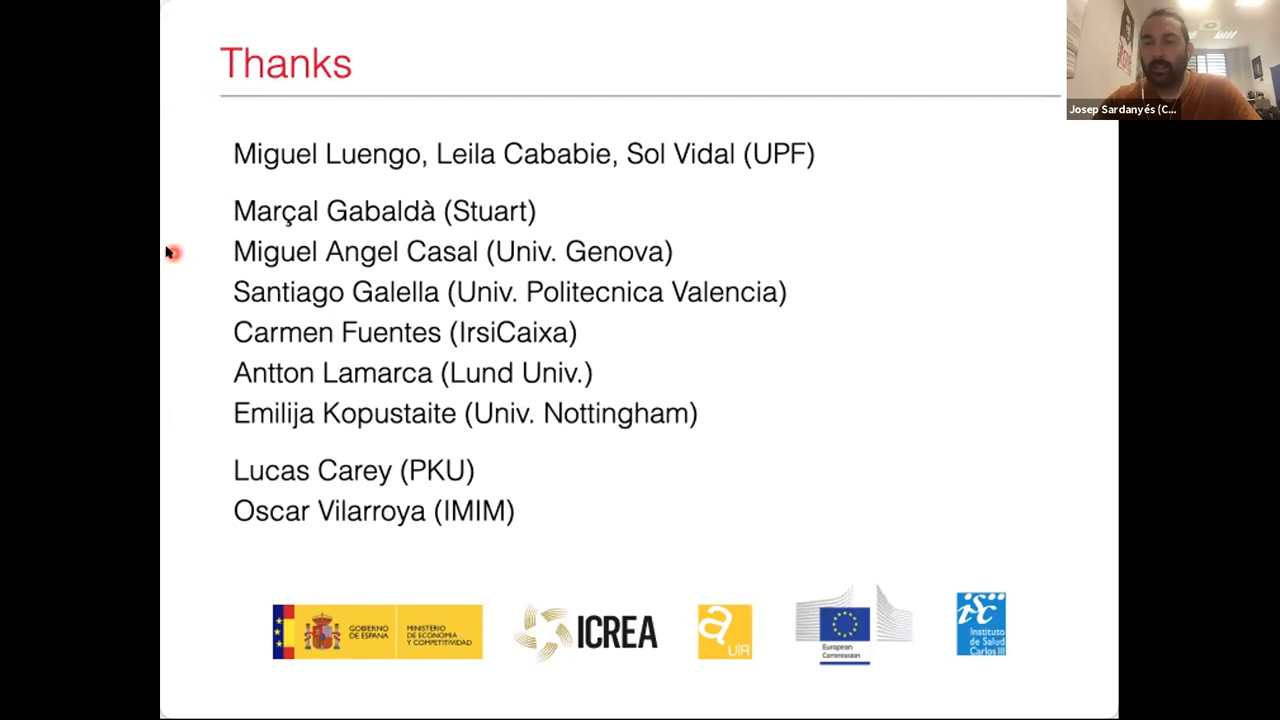 Thanks
Josep Sardanyés (C...
Miguel Luengo, Leila Cababie, Sol Vidal (UPF)
Marçal Gabaldà (Stuart)
Miguel Angel Casal (Univ. Genova)
Santiago Galella (Univ. Politecnica Valencia)
Carmen Fuentes (IrsiCaixa)
Antton Lamarca (Lund Univ.)
Emilija Kopustaite (Univ. Nottingham)
Lucas Carey (PKU)
Oscar Vilarroya (IMIM)
GOBIERNO
DE ESPAÑA
MINISTERIO
DE ECONOMÍA
Y COMPETITIVIDAD
ICREA
a
U|R
European
Commission
isc
Instituto
de Salud
Carlos III